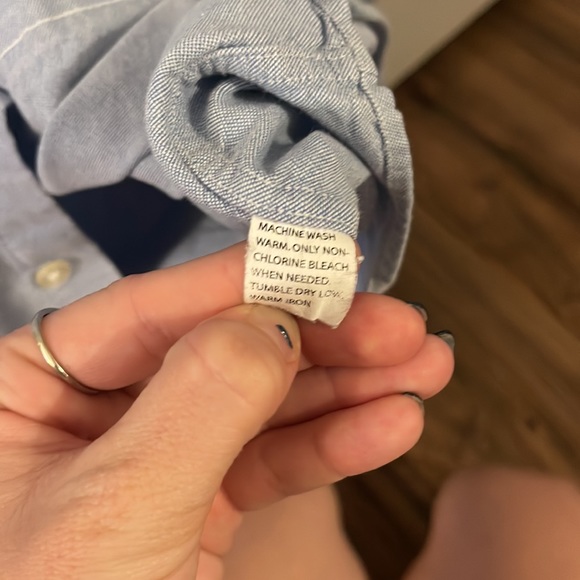 MACHINE WASH
WARM. ONLY NON-
CHLORINE BLEACH
WHEN NEEDED.
TUMBLE DRY LOW.
WARM IRON